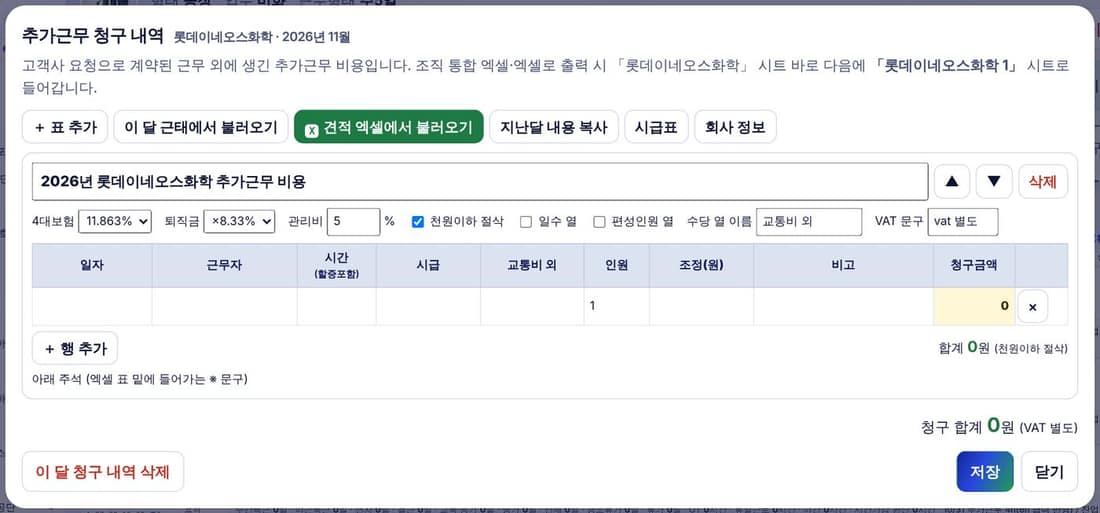 추가근무 청구 내역 롯데이네오스화학 · 2026년 11월
고객사 요청으로 계약된 근무 외에 생긴 추가근무 비용입니다. 조직 통합 엑셀·엑셀로 출력 시 「롯데이네오스화학」 시트 바로 다음에 「롯데이네오스화학 1」 시트로
들어갑니다.
+ 표 추가 이 달 근태에서 불러오기 X 견적 엑셀에서 불러오기 지난달 내용 복사 시급표 회사 정보
2026년 롯데이네오스화학 추가근무 비용 ▲ ▼ 삭제
4대보험 11.863% 퇴직금 ×8.33% 관리비 5 % 천원이하 절삭 일수 열 편성인원 열 수당 열 이름 교통비 외 VAT 문구 vat 별도
일자 근무자 시간 시급 교통비 외 인원 조정(원) 비고 청구금액
(할증포함)
1 0 ×
+ 행 추가 합계 0원 (천원이하 절삭)
아래 주석 (엑셀 표 밑에 들어가는 ※ 문구)
청구 합계 0원 (VAT 별도)
이 달 청구 내역 삭제 저장 닫기